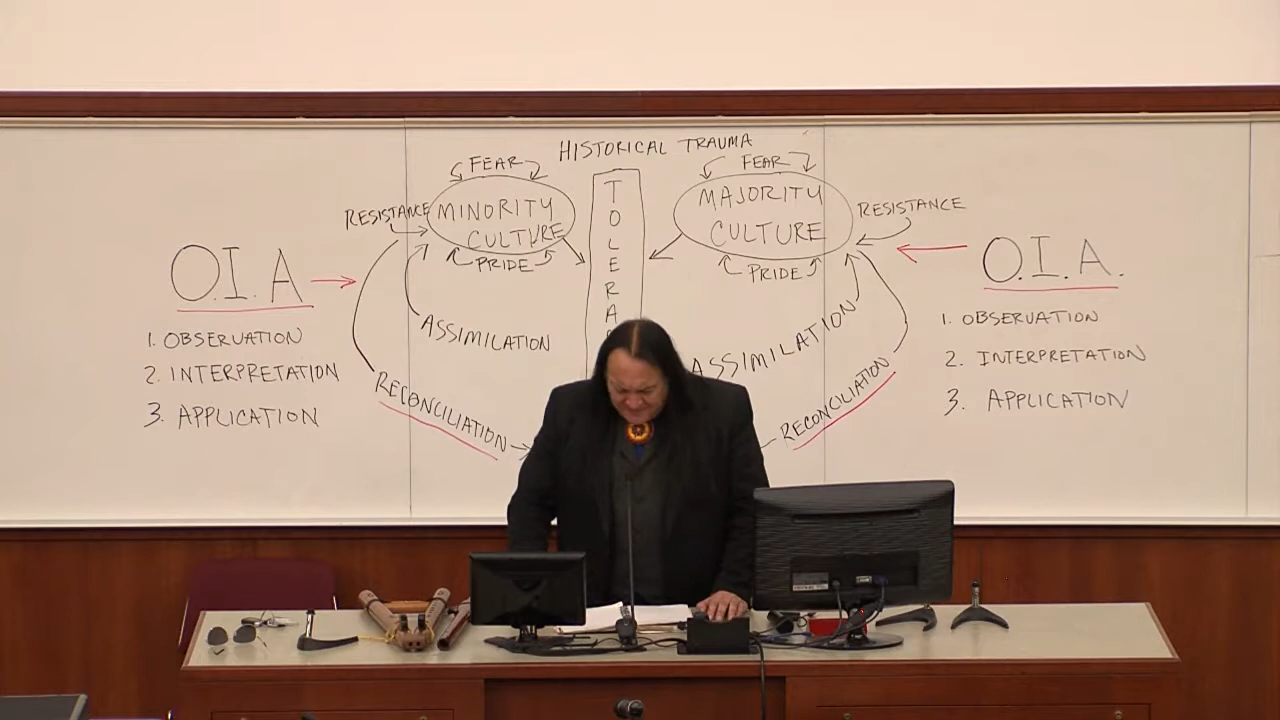 HISTORICAL TRAUMA
FEAR
MINORITY
CULTURE
PRIDE
RESISTANCE
ASSIMILATION
RECONCILIATION
O.I.A
1. OBSERVATION
2. INTERPRETATION
3. APPLICATION
T
O
L
E
R
A
FEAR
MAJORITY
CULTURE
PRIDE
RESISTANCE
ASSIMILATION
RECONCILIATION
O.I.A.
1. OBSERVATION
2. INTERPRETATION
3. APPLICATION